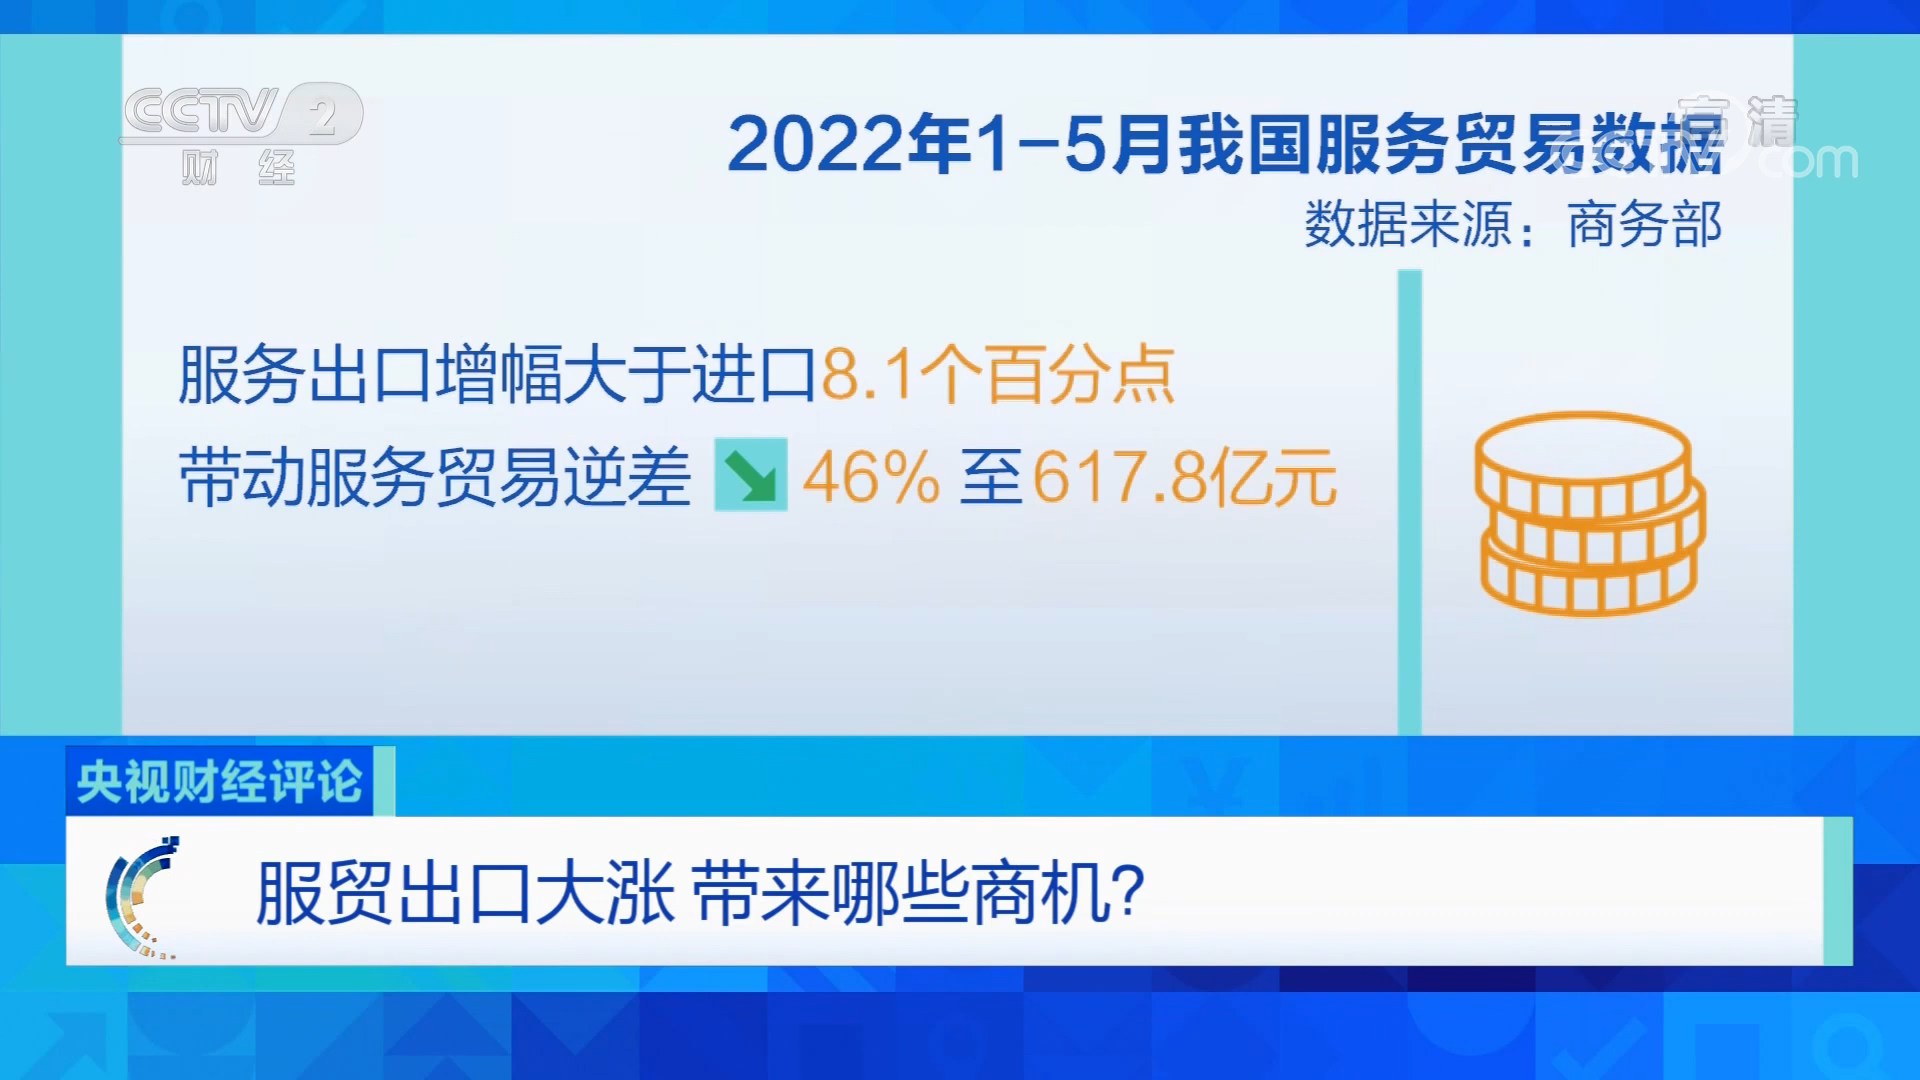 CCTV 2
财 经
高清
cctv.com
2022年1-5月我国服务贸易数据
数据来源：商务部
服务出口增幅大于进口8.1个百分点
带动服务贸易逆差 46% 至617.8亿元
央视财经评论
服贸出口大涨 带来哪些商机?